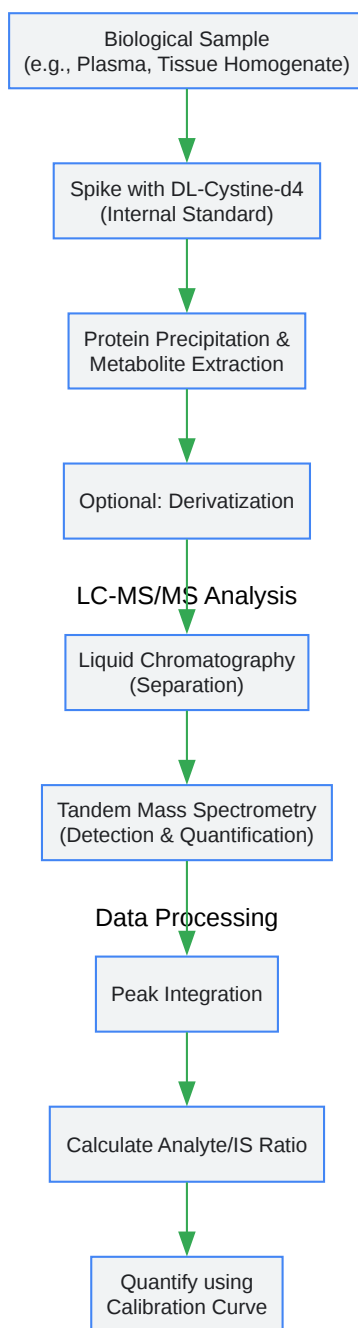 Biological Sample
(e.g., Plasma, Tissue Homogenate)
Spike with DL-Cystine-d4
(Internal Standard)
Protein Precipitation &
Metabolite Extraction
Optional: Derivatization
LC-MS/MS Analysis
Liquid Chromatography
(Separation)
Tandem Mass Spectrometry
(Detection & Quantification)
Data Processing
Peak Integration
Calculate Analyte/IS Ratio
Quantify using
Calibration Curve